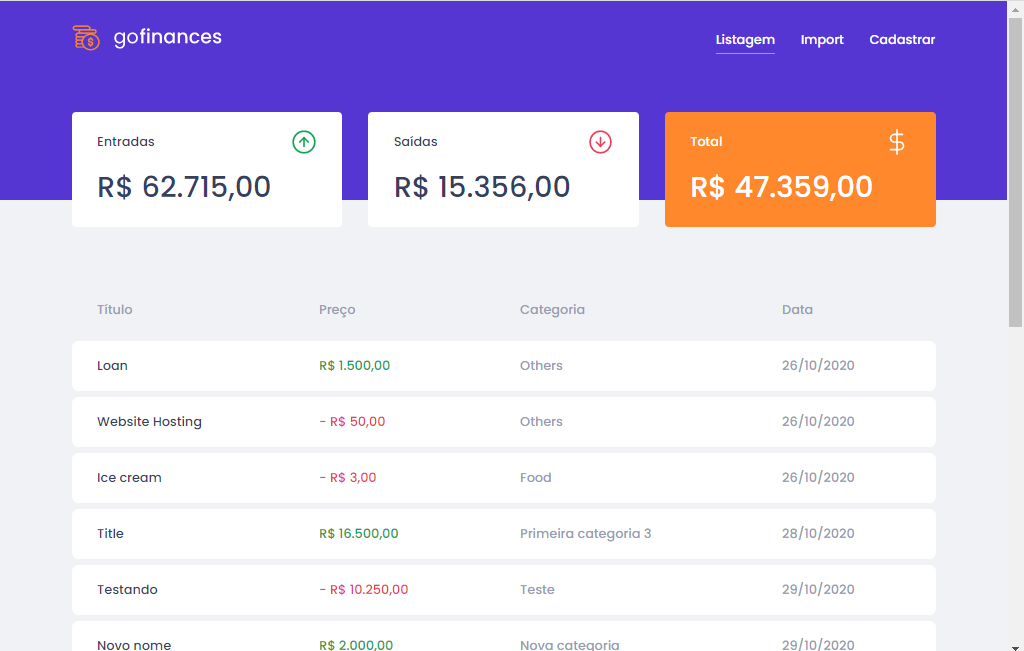 gofinances
Listagem Import Cadastrar
Entradas
R$ 62.715,00
Saídas
R$ 15.356,00
Total
$
R$ 47.359,00
Título Preço Categoria Data
Loan R$ 1.500,00 Others 26/10/2020
Website Hosting - R$ 50,00 Others 26/10/2020
Ice cream - R$ 3,00 Food 26/10/2020
Title R$ 16.500,00 Primeira categoria 3 28/10/2020
Testando - R$ 10.250,00 Teste 29/10/2020
Novo nome R$ 2.000,00 Nova categoria 29/10/2020